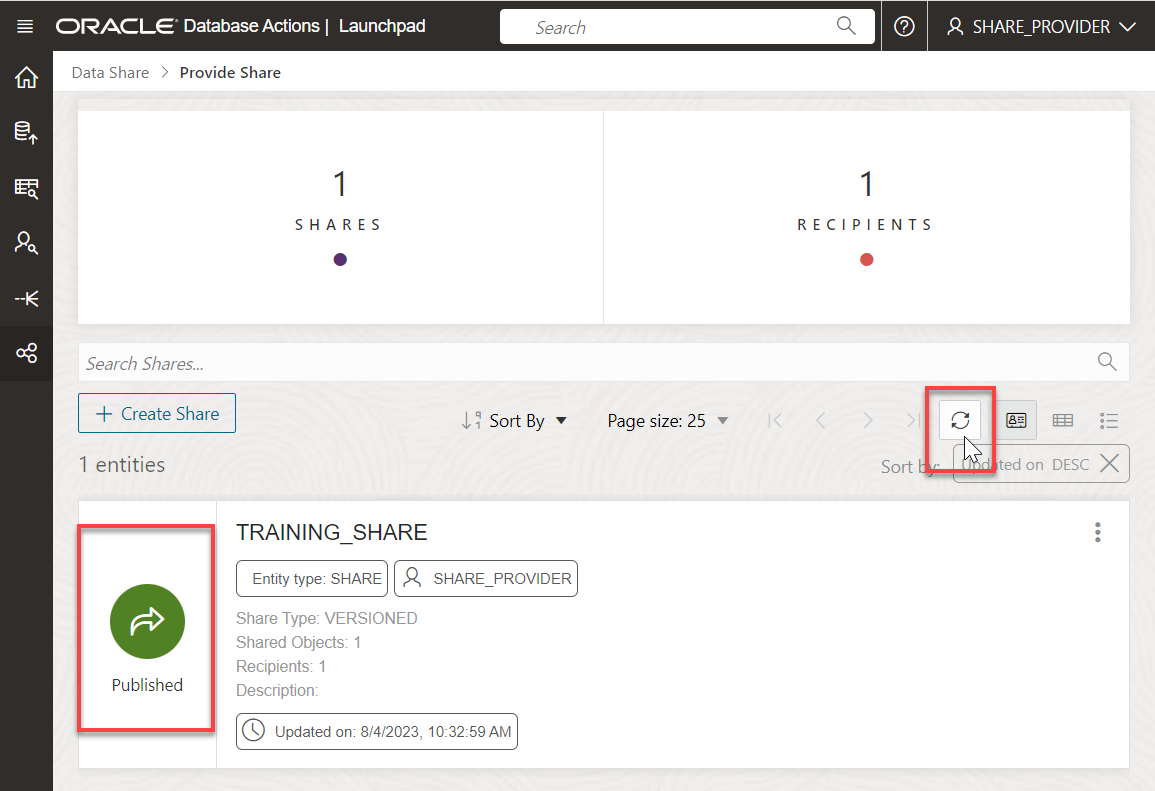 ORACLE® Database Actions | Launchpad
Search
SHARE_PROVIDER
Data Share > Provide Share
1
SHARES
1
RECIPIENTS
Search Shares...
+ Create Share
Sort By
Page size: 25
1 entities
Sort by:
Updated on DESC
TRAINING_SHARE
Entity type: SHARE
SHARE_PROVIDER
Share Type: VERSIONED
Shared Objects: 1
Recipients: 1
Description:
Published
Updated on: 8/4/2023, 10:32:59 AM